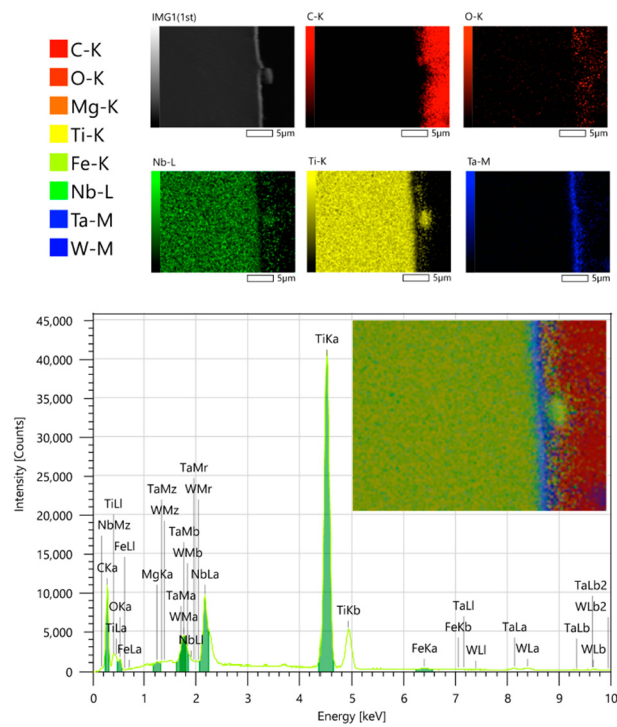 IMG1(1st)
C-K
O-K
5μm
5μm
5μm
C-K
O-K
Mg-K
Ti-K
Fe-K
Nb-L
Ta-M
W-M
Nb-L
Ti-K
Ta-M
5μm
5μm
5μm
45,000
40,000
35,000
30,000
25,000
20,000
15,000
10,000
5,000
0
Intensity [Counts]
TiKa
TaMr
TiLl
TaMz
WMr
NbMz
WMz
FeLl
TaMb
WMb
CKa
MgKa
NbLa
OKa
TaMa
TiLa
WMa
FeLa
NbLl
TiKb
FeKa
TaLl
FeKb
WLl
TaLa
WLa
TaLb2
WLb2
TaLb
WLb
0 1 2 3 4 5 6 7 8 9 10
Energy [keV]